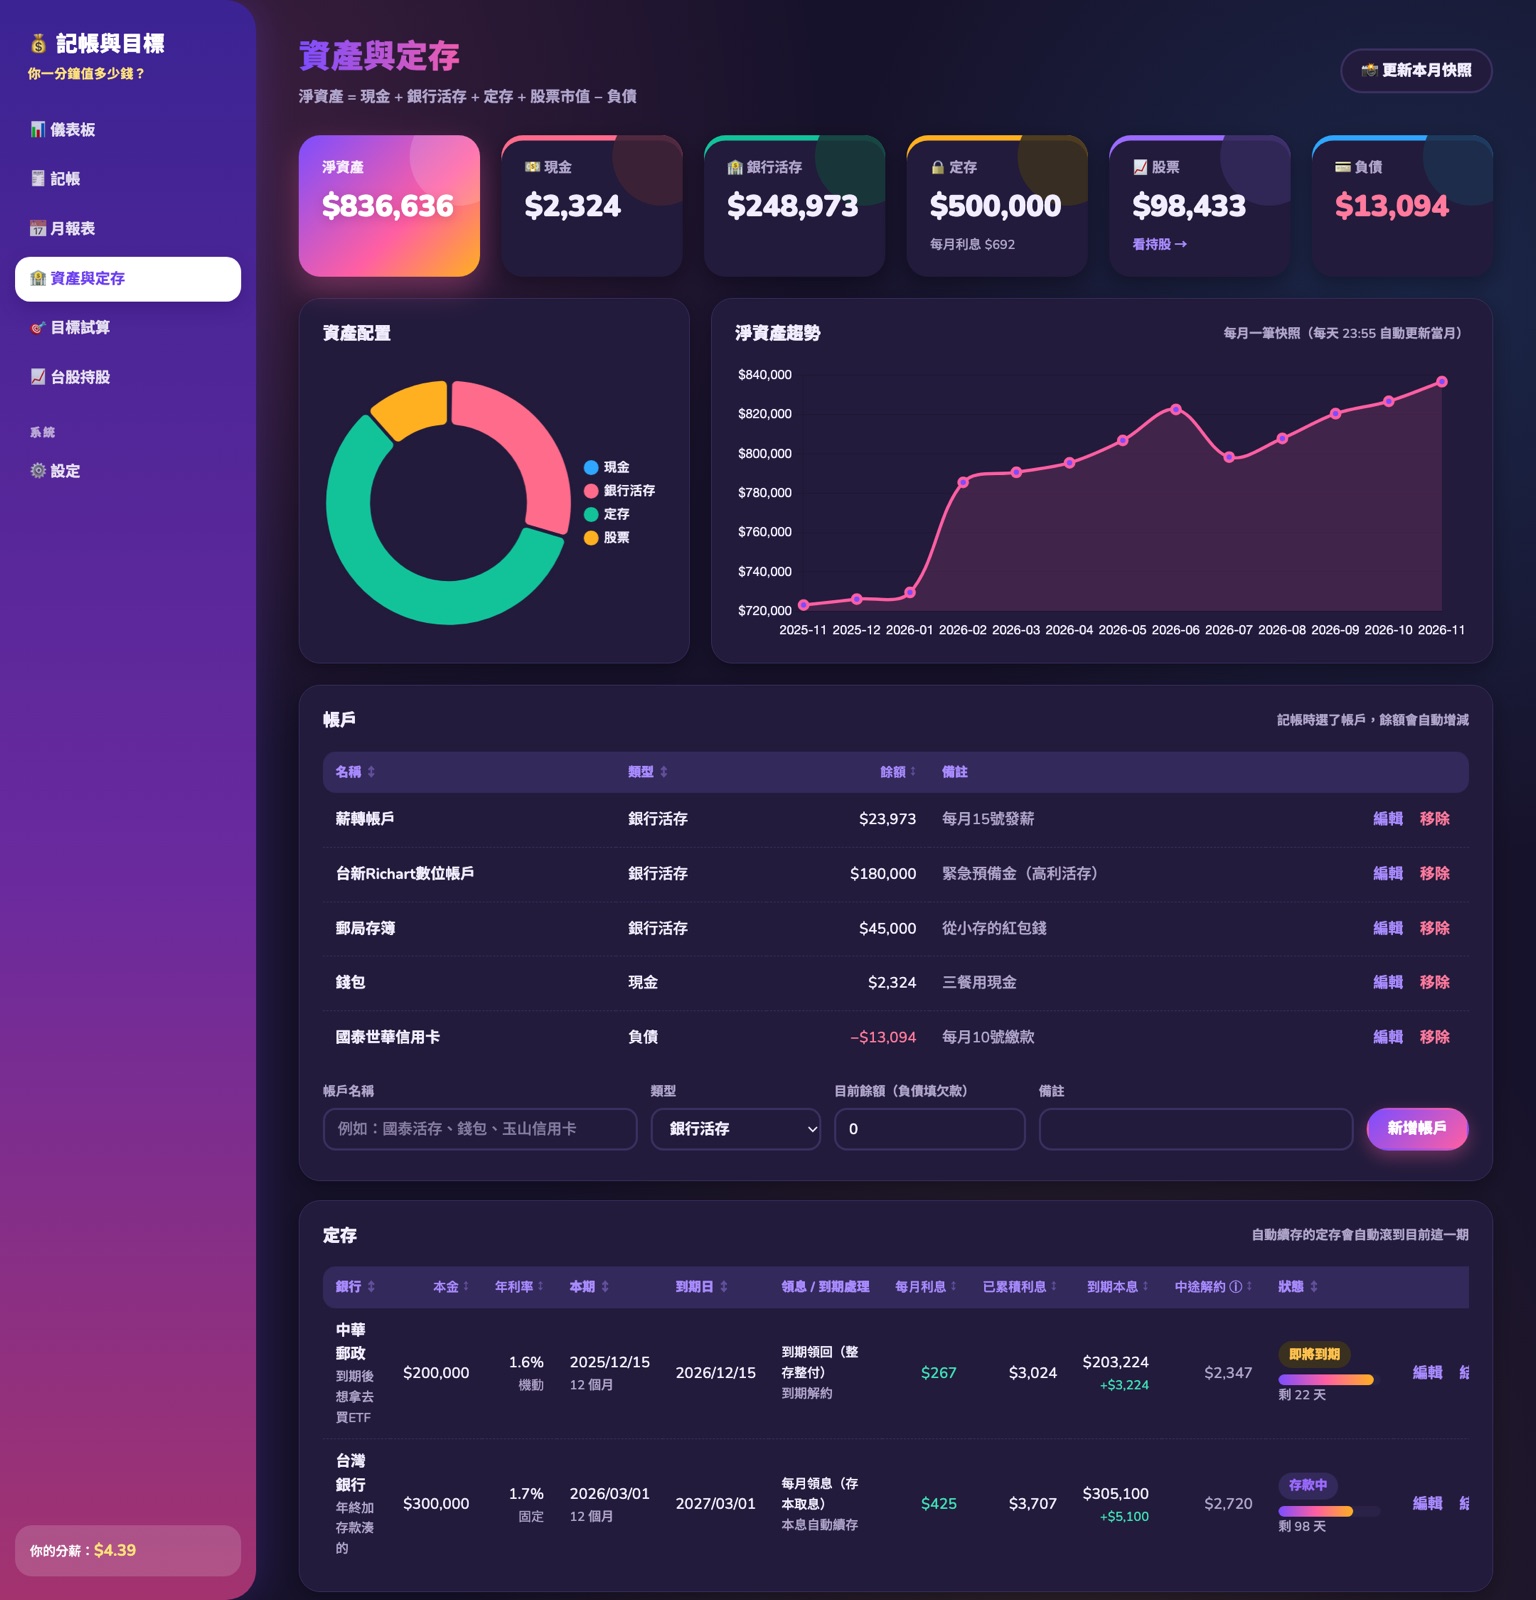 💰 記帳與目標
你一分鐘值多少錢？
📊 儀表板
🧾 記帳
📅 月報表
🏦 資產與定存
🎯 目標試算
📈 台股持股
系統
⚙️ 設定
你的分薪：$4.39
資產與定存
淨資產 = 現金 + 銀行活存 + 定存 + 股票市值 − 負債
📸 更新本月快照
淨資產
$836,636
💵 現金
$2,324
🏦 銀行活存
$248,973
🔒 定存
$500,000
每月利息 $692
📈 股票
$98,433
看持股 →
💳 負債
$13,094
資產配置
現金
銀行活存
定存
股票
淨資產趨勢
每月一筆快照（每天 23:55 自動更新當月）
$840,000
$820,000
$800,000
$780,000
$760,000
$740,000
$720,000
2025-11 2025-12 2026-01 2026-02 2026-03 2026-04 2026-05 2026-06 2026-07 2026-08 2026-09 2026-10 2026-11
帳戶
記帳時選了帳戶，餘額會自動增減
名稱 ↕ 類型 ↕ 餘額 ↕ 備註
薪轉帳戶 銀行活存 $23,973 每月15號發薪 編輯 移除
台新Richart數位帳戶 銀行活存 $180,000 緊急預備金（高利活存） 編輯 移除
郵局存簿 銀行活存 $45,000 從小存的紅包錢 編輯 移除
錢包 現金 $2,324 三餐用現金 編輯 移除
國泰世華信用卡 負債 −$13,094 每月10號繳款 編輯 移除
帳戶名稱 類型 目前餘額（負債填欠款） 備註
例如：國泰活存、錢包、玉山信用卡 銀行活存 0 新增帳戶
定存
自動續存的定存會自動滾到目前這一期
銀行 ↕ 本金 ↕ 年利率 ↕ 本期 ↕ 到期日 ↕ 領息 / 到期處理 每月利息 ↕ 已累積利息 ↕ 到期本息 ↕ 中途解約 ⓘ ↕ 狀態 ↕
中華
郵政
到期後
想拿去
買ETF
$200,000
1.6%
機動
2025/12/15
12 個月
2026/12/15
到期領回（整
存整付）
到期解約
$267
$3,024
$203,224
+$3,224
$2,347
即將到期
剩 22 天
編輯
台灣
銀行
年終加
存款湊
的
$300,000
1.7%
固定
2026/03/01
12 個月
2027/03/01
每月領息（存
本取息）
本息自動續存
$425
$3,707
$305,100
+$5,100
$2,720
存款中
剩 98 天
編輯